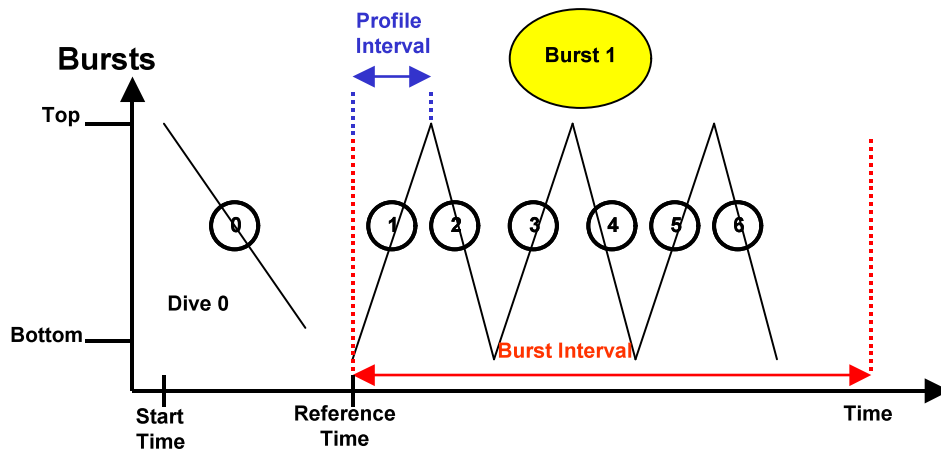 Profile
Interval
Burst 1
Bursts
Top
0
1
2
3
4
5
6
Dive 0
Bottom
Burst Interval
Start
Time
Reference
Time
Time